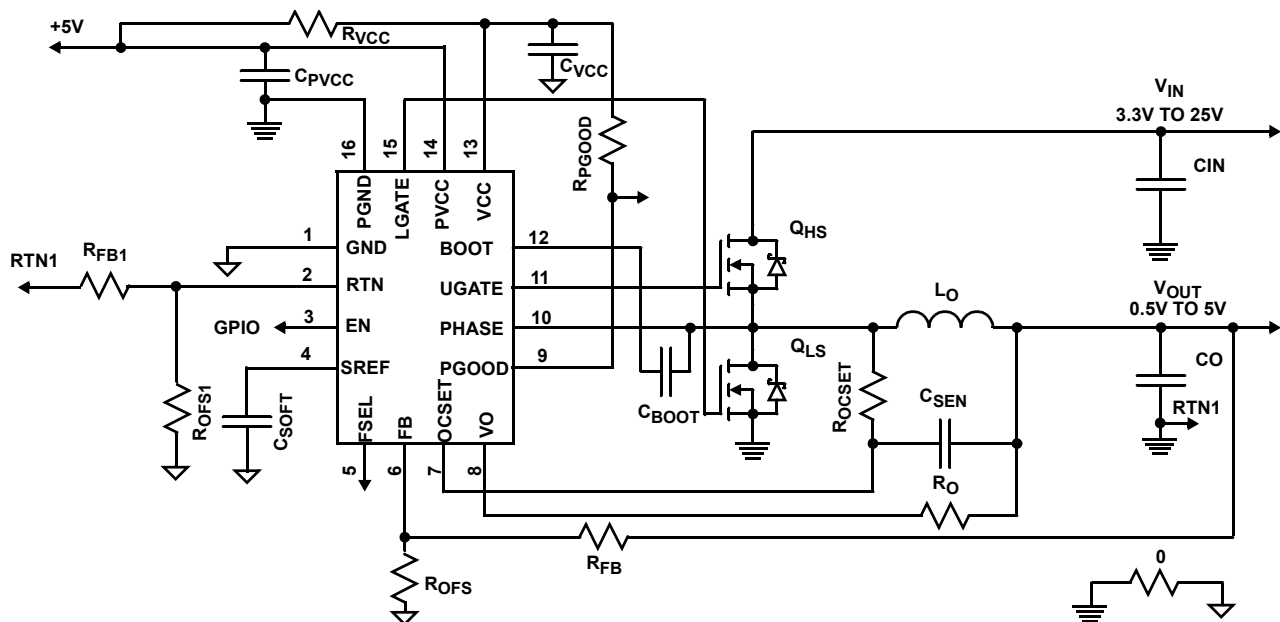 +5V
RVCC
CPVCC
CVCC
VIN
3.3V TO 25V
CIN
16
15
14
13
RPGOOD
PGND
LGATE
PVCC
VCC
1
GND
BOOT
12
QHS
RTN1
RFB1
2
RTN
UGATE
11
LO
VOUT
0.5V TO 5V
GPIO
3
EN
PHASE
10
QLS
4
SREF
PGOOD
9
CO
ROFS1
CSOFT
FSEL
FB
OCSET
VO
CBOOT
ROCSET
CSEN
RTN1
5
6
7
8
RO
RFB
ROFS
0